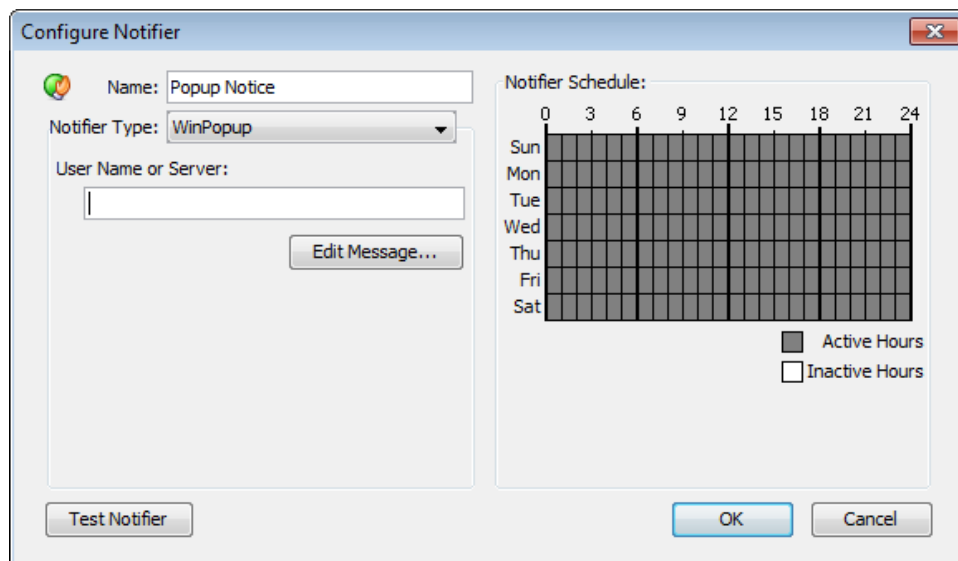 Configure Notifier
Name: Popup Notice
Notifier Type: WinPopup
User Name or Server:
Edit Message...
Notifier Schedule:
0 3 6 9 12 15 18 21 24
Sun
Mon
Tue
Wed
Thu
Fri
Sat
Active Hours
Inactive Hours
Test Notifier
OK
Cancel